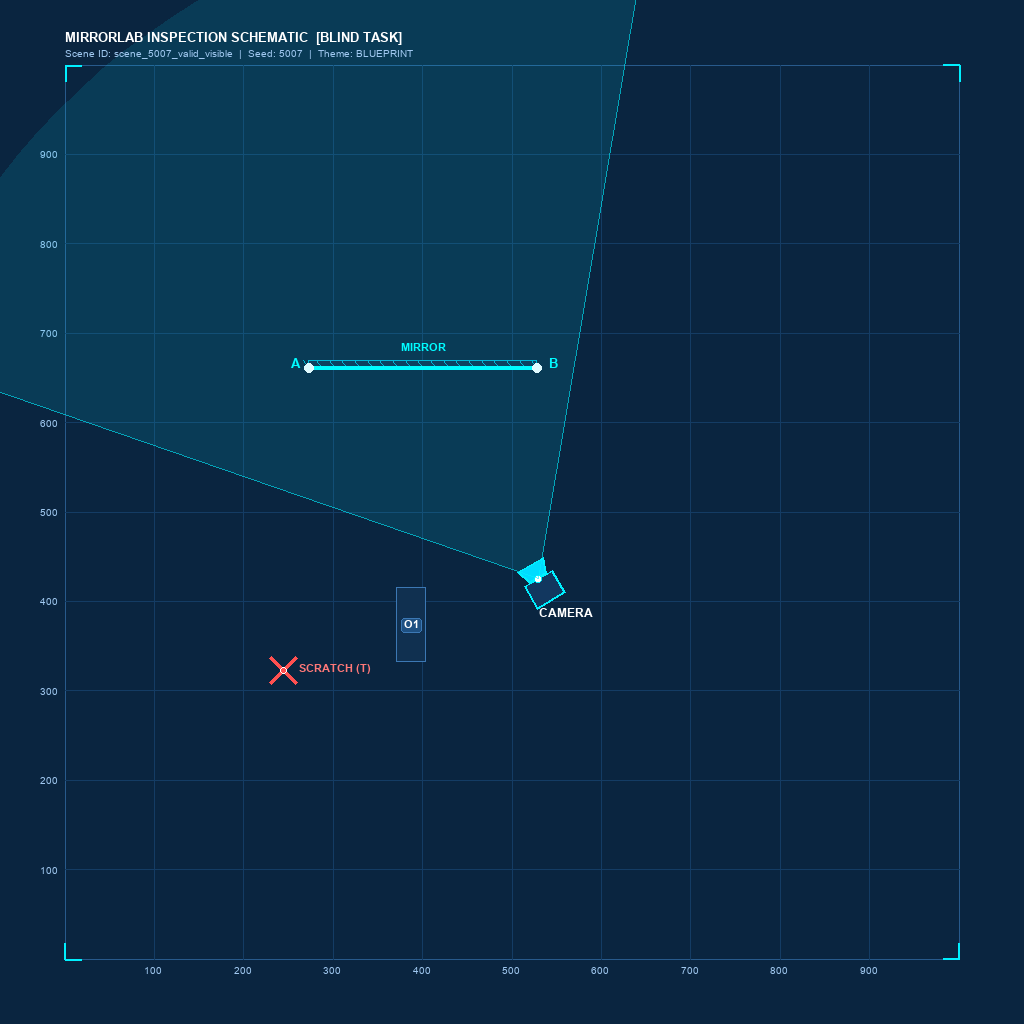 MIRRORLAB INSPECTION SCHEMATIC [BLIND TASK]
Scene ID: scene_5007_valid_visible | Seed: 5007 | Theme: BLUEPRINT
900
800
700
MIRROR
A
B
600
500
400
CAMERA
O1
SCRATCH (T)
300
200
100
100 200 300 400 500 600 700 800 900